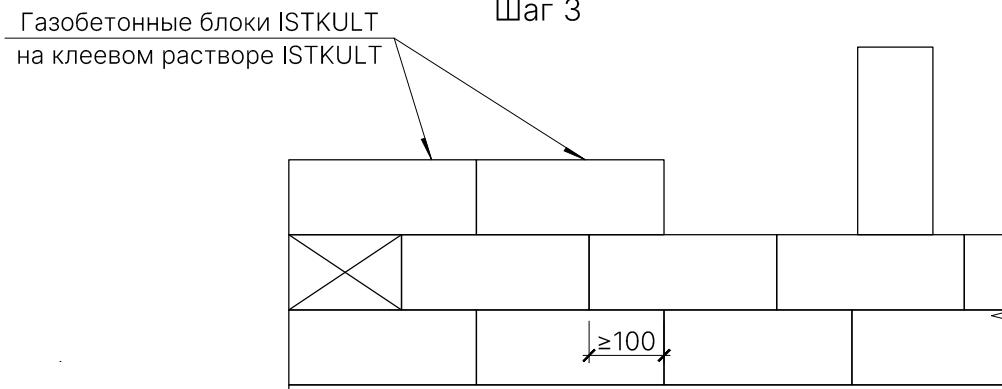 Шаг 3
Газобетонные блоки ISTKULT
на клеевом растворе ISTKULT
≥100